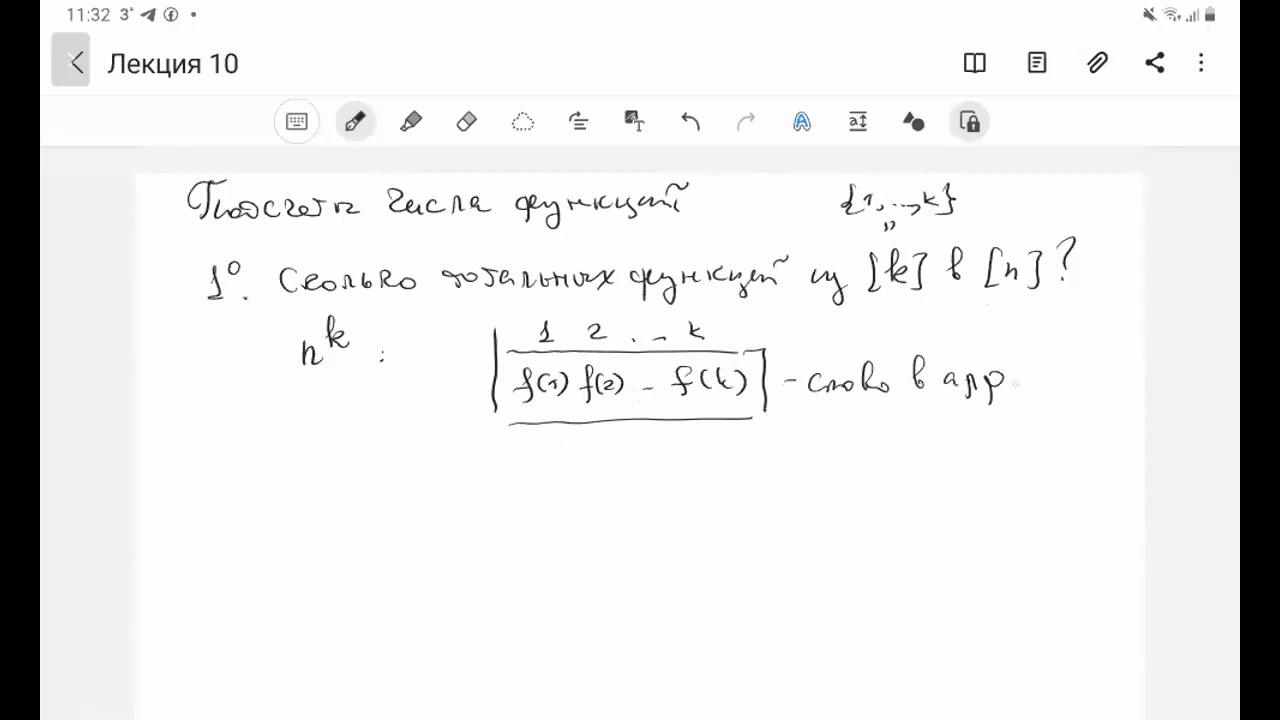 11:32 3°
Лекция 10
Подсчёт числа функций {1,..,k}
1°. Сколько тотальных функций из [k] в [n]?
n^k : 1 2 ... k
f(1) f(2) ... f(k) - слово в алф